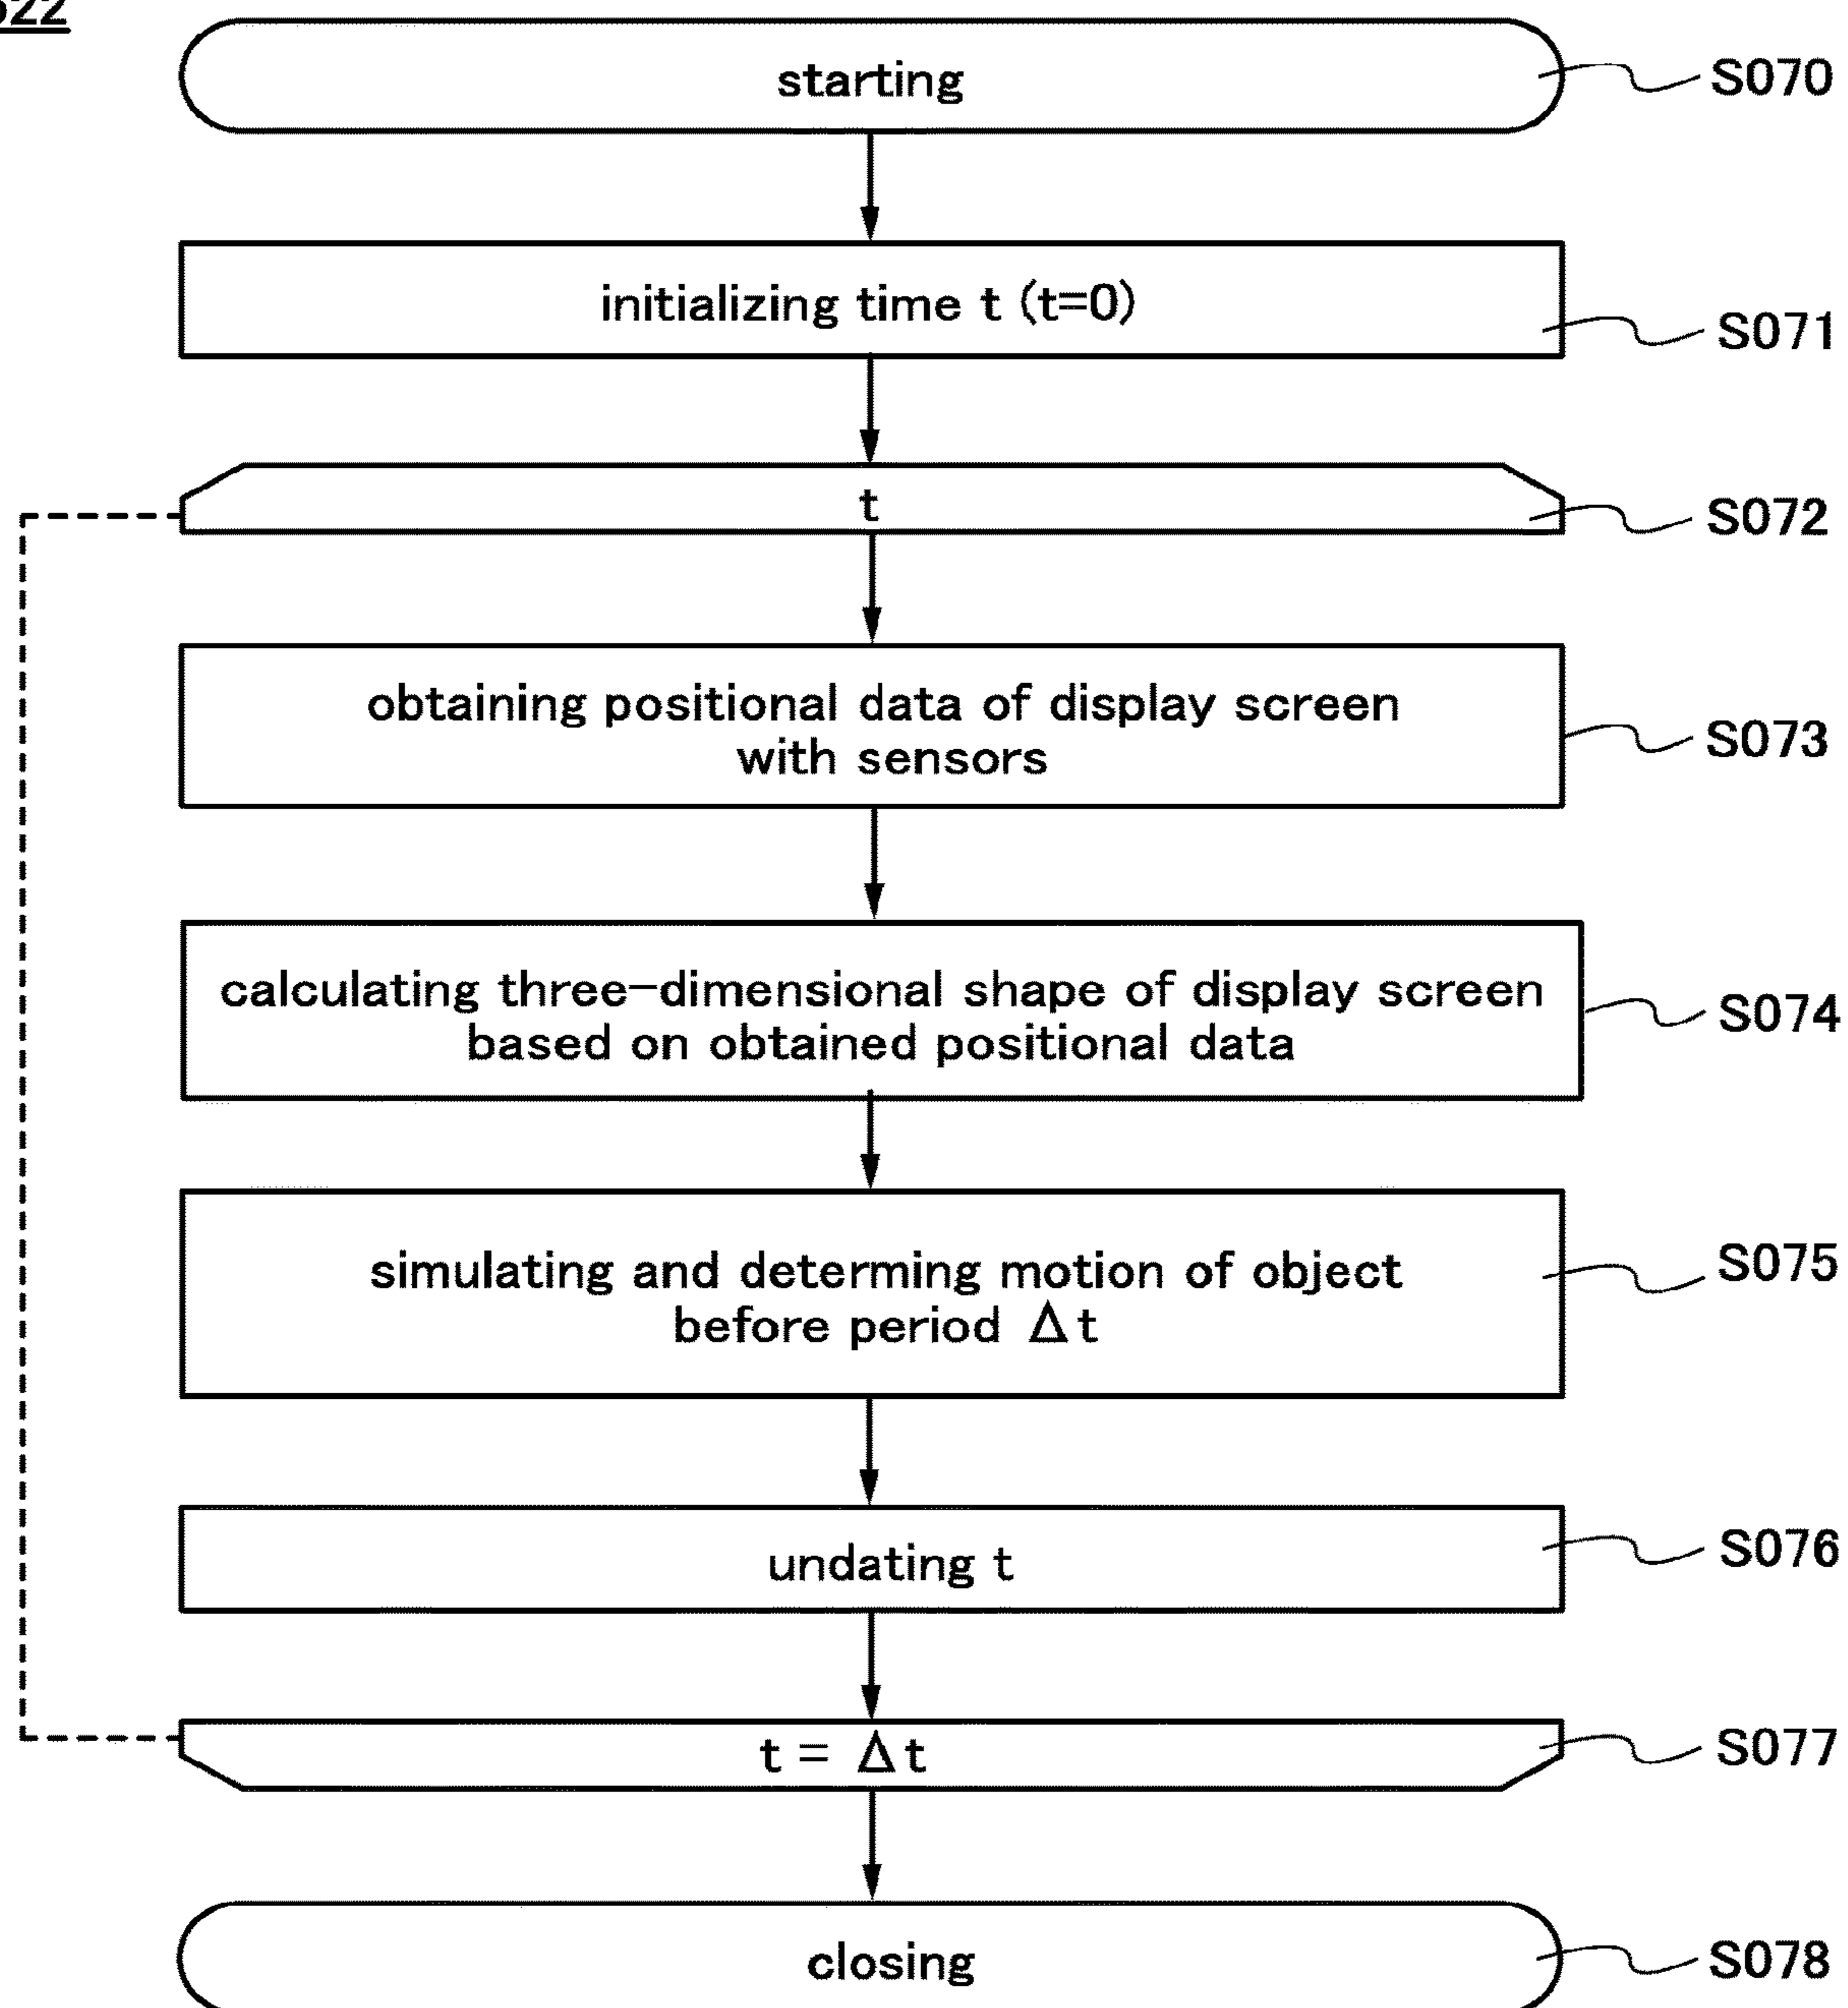 starting
S070
initializing time t (t=0)
S071
t
S072
obtaining positional data of display screen
with sensors
S073
calculating three-dimensional shape of display screen
based on obtained positional data
S074
simulating and determing motion of object
before period Δt
S075
undating t
S076
t = Δt
S077
closing
S078